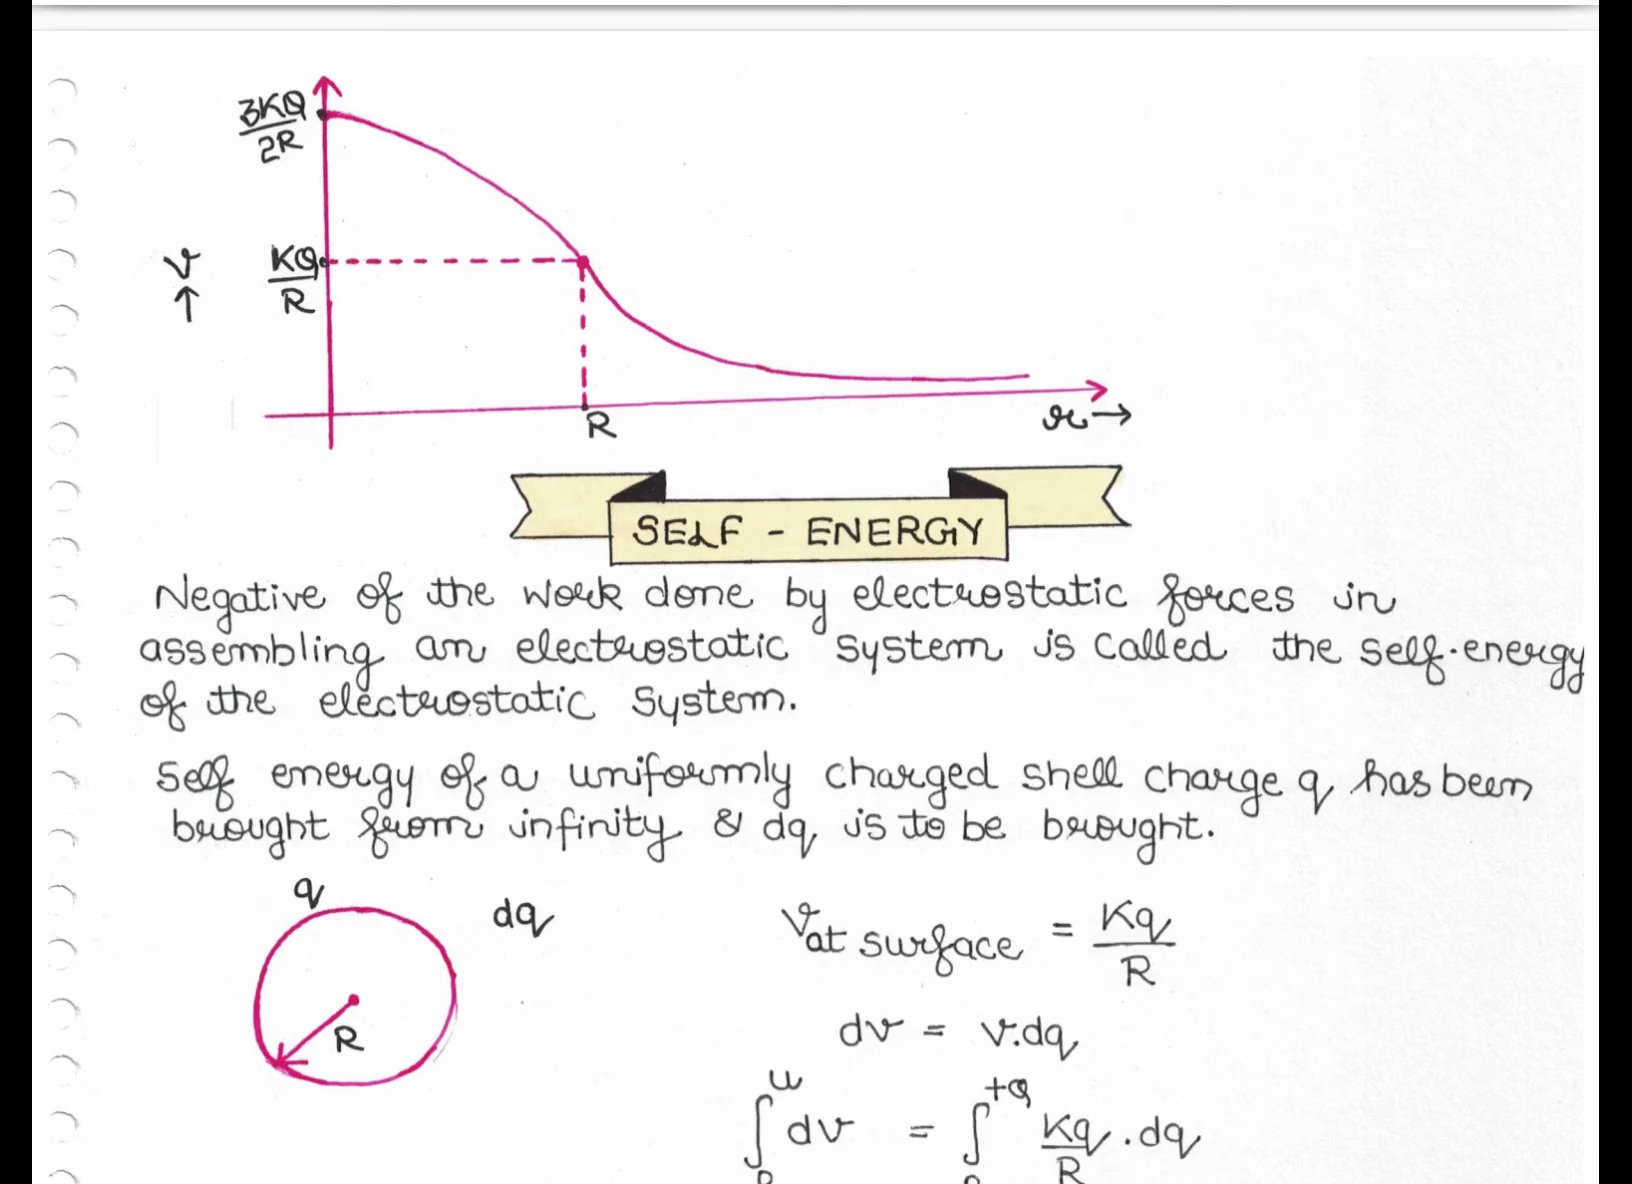 3KQ
2R
KQ
R
v
↑
R
r→
SELF - ENERGY
Negative of the work done by electrostatic forces in
assembling an electrostatic system is called the self-energy
of the electrostatic system.
Self energy of a uniformly charged shell charge q has been
brought from infinity & dq is to be brought.
q
dq
R
V at surface = Kq/R
dv = v.dq
∫ᵁ dv = ∫⁺Q Kq/R . dq